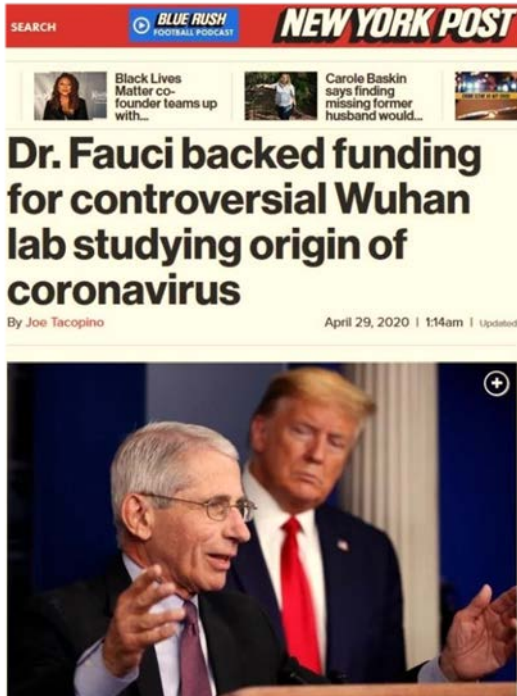 SEARCH
BLUE RUSH
FOOTBALL PODCAST
NEW YORK POST
Black Lives
Matter co-
founder teams up
with...
Carole Baskin
says finding
missing former
husband would...
Dr. Fauci backed funding
for controversial Wuhan
lab studying origin of
coronavirus
By Joe Tacopino
April 29, 2020 | 1:14am | Updated